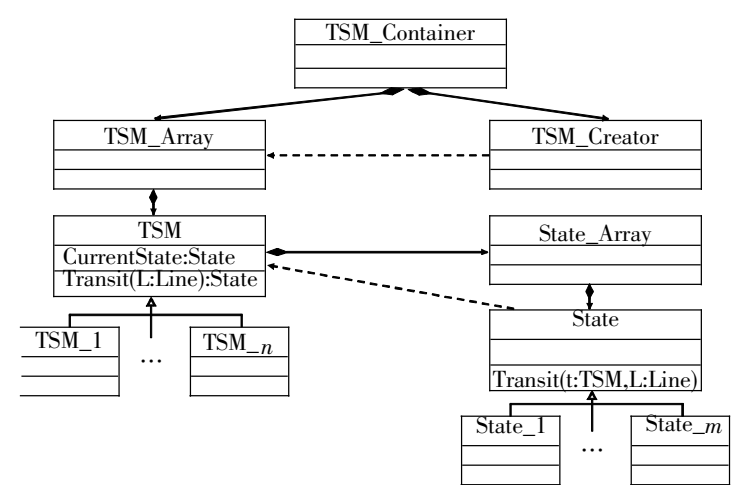 TSM_Container
TSM_Array
TSM_Creator
TSM
CurrentState:State
Transit(L:Line):State
State_Array
State
Transit(t:TSM,L:Line)
TSM_1
...
TSM_n
State_1
...
State_m